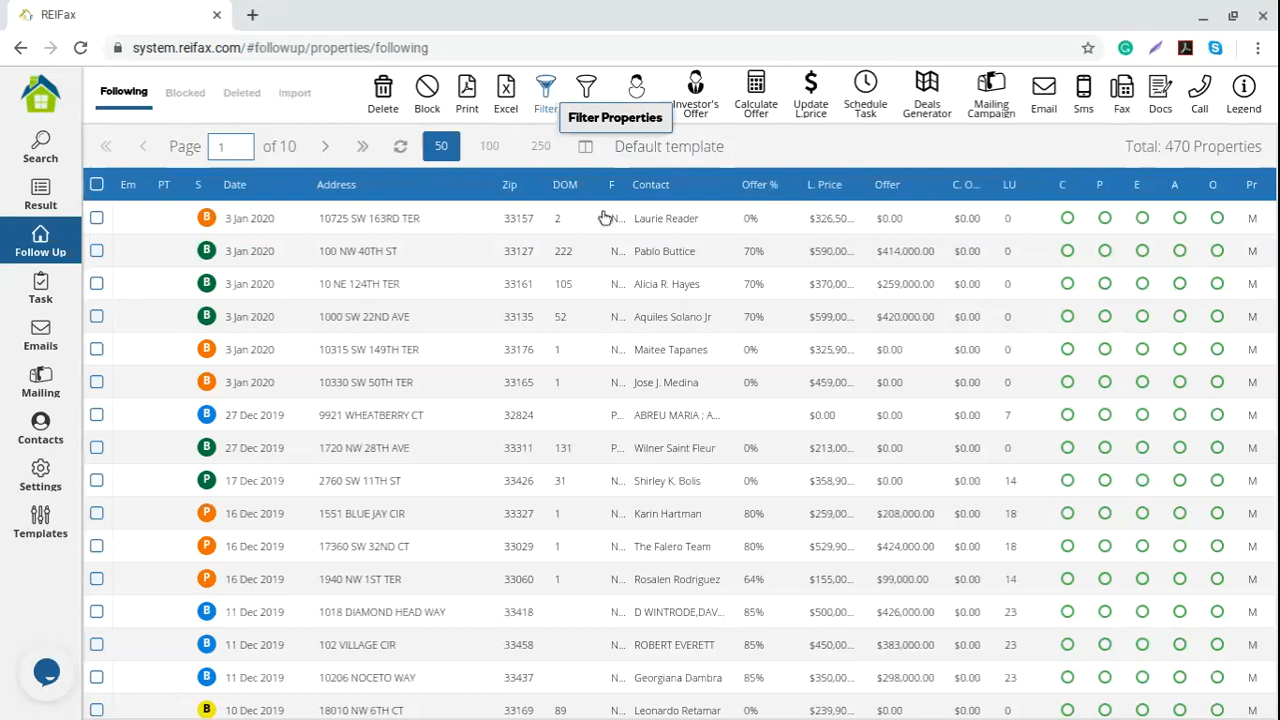 REIFax
system.reifax.com/#followup/properties/following
Following Blocked Deleted Import
Delete Block Print Excel Filter Investor's Offer Calculate Offer Update L.price Schedule Task Deals Generator Mailing Campaign Email Sms Fax Docs Call Legend
Filter Properties
Page 1 of 10 50 100 250 Default template Total: 470 Properties
Search
Result
Follow Up
Task
Emails
Mailing
Contacts
Settings
Templates
Em PT S Date Address Zip DOM F Contact Offer % L. Price Offer C. O... LU C P E A O Pr
B 3 Jan 2020 10725 SW 163RD TER 33157 2 N... Laurie Reader 0% $326,50... $0.00 $0.00 0 M
B 3 Jan 2020 100 NW 40TH ST 33127 222 N... Pablo Buttice 70% $590,00... $414,000.00 $0.00 0 M
B 3 Jan 2020 10 NE 124TH TER 33161 105 N... Alicia R. Hayes 70% $370,00... $259,000.00 $0.00 0 M
B 3 Jan 2020 1000 SW 22ND AVE 33135 52 N... Aquiles Solano Jr 70% $599,00... $420,000.00 $0.00 0 M
B 3 Jan 2020 10315 SW 149TH TER 33176 1 N... Maitee Tapanes 0% $325,90... $0.00 $0.00 0 M
B 3 Jan 2020 10330 SW 50TH TER 33165 1 N... Jose J. Medina 0% $459,00... $0.00 $0.00 0 M
B 27 Dec 2019 9921 WHEATBERRY CT 32824 P... ABREU MARIA ; A... $0.00 $0.00 $0.00 7 M
B 27 Dec 2019 1720 NW 28TH AVE 33311 131 P... Wilner Saint Fleur 0% $213,00... $0.00 $0.00 0 M
P 17 Dec 2019 2760 SW 11TH ST 33426 31 N... Shirley K. Bolis 0% $358,90... $0.00 $0.00 14 M
P 16 Dec 2019 1551 BLUE JAY CIR 33327 1 N... Karin Hartman 80% $259,00... $208,000.00 $0.00 18 M
P 16 Dec 2019 17360 SW 32ND CT 33029 1 N... The Falero Team 80% $529,90... $424,000.00 $0.00 18 M
P 16 Dec 2019 1940 NW 1ST TER 33060 1 N... Rosalen Rodriguez 64% $155,00... $99,000.00 $0.00 14 M
B 11 Dec 2019 1018 DIAMOND HEAD WAY 33418 N... D WINTRODE,DAV... 85% $500,00... $426,000.00 $0.00 23 M
B 11 Dec 2019 102 VILLAGE CIR 33458 N... ROBERT EVERETT 85% $450,00... $383,000.00 $0.00 23 M
B 11 Dec 2019 10206 NOCETO WAY 33437 N... Georgiana Dambra 85% $350,00... $298,000.00 $0.00 23 M
B 10 Dec 2019 18010 NW 6TH CT 33169 89 N... Leonardo Retamar 0% $239,90... $0.00 $0.00 0 M